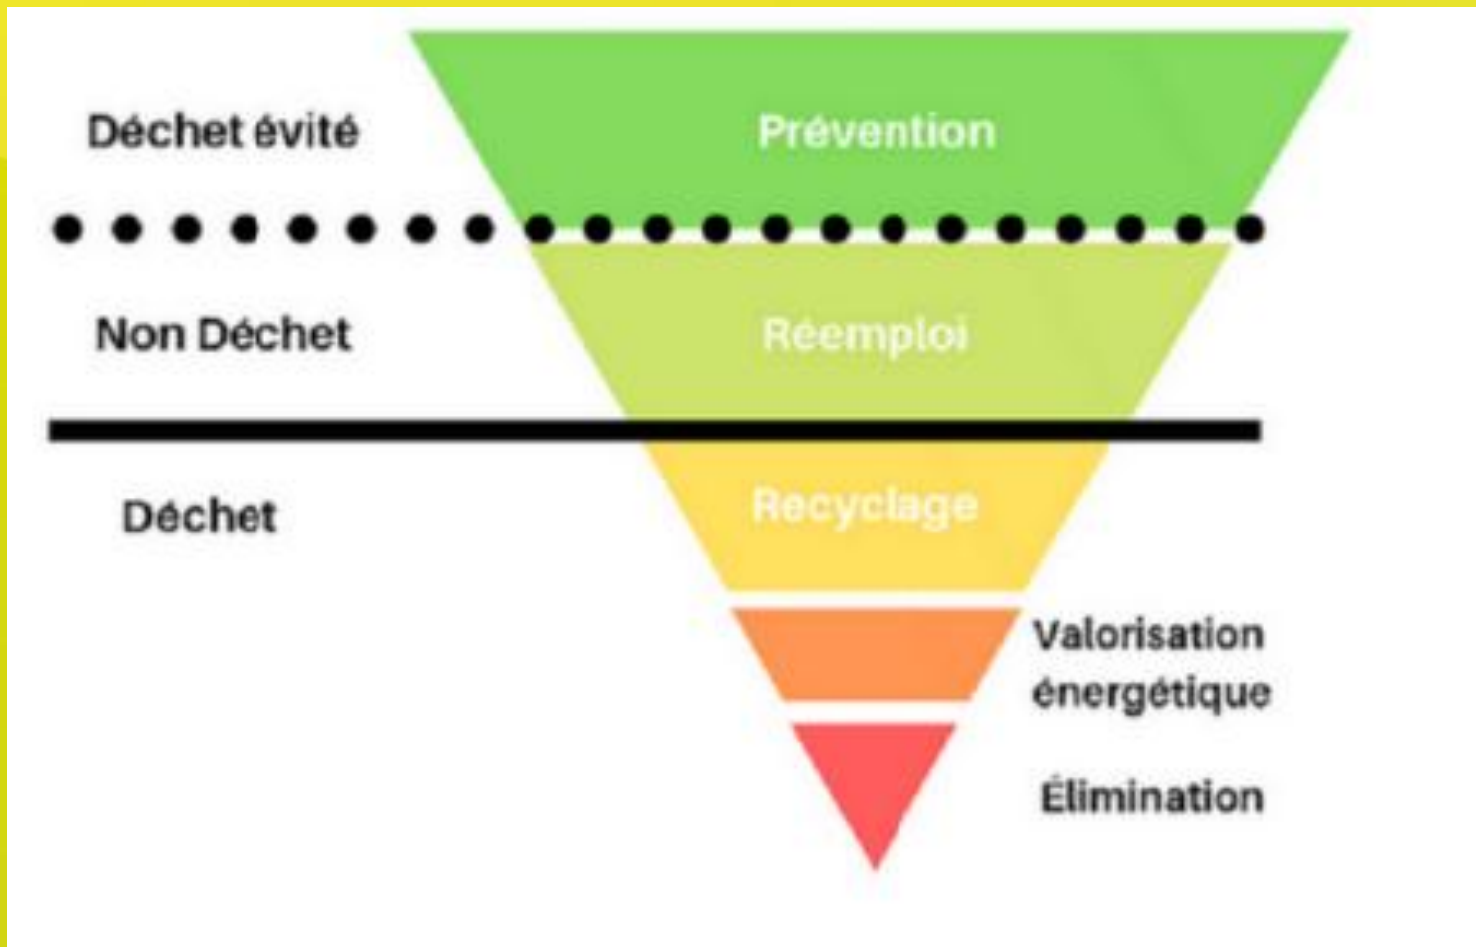 Déchet évité
Prévention
Non Déchet
Réemploi
Déchet
Recyclage
Valorisation
énergétique
Élimination